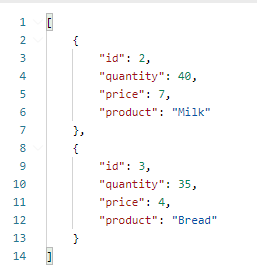 1 [
2     {
3         "id": 2,
4         "quantity": 40,
5         "price": 7,
6         "product": "Milk"
7     },
8     {
9         "id": 3,
10         "quantity": 35,
11         "price": 4,
12         "product": "Bread"
13     }
14 ]